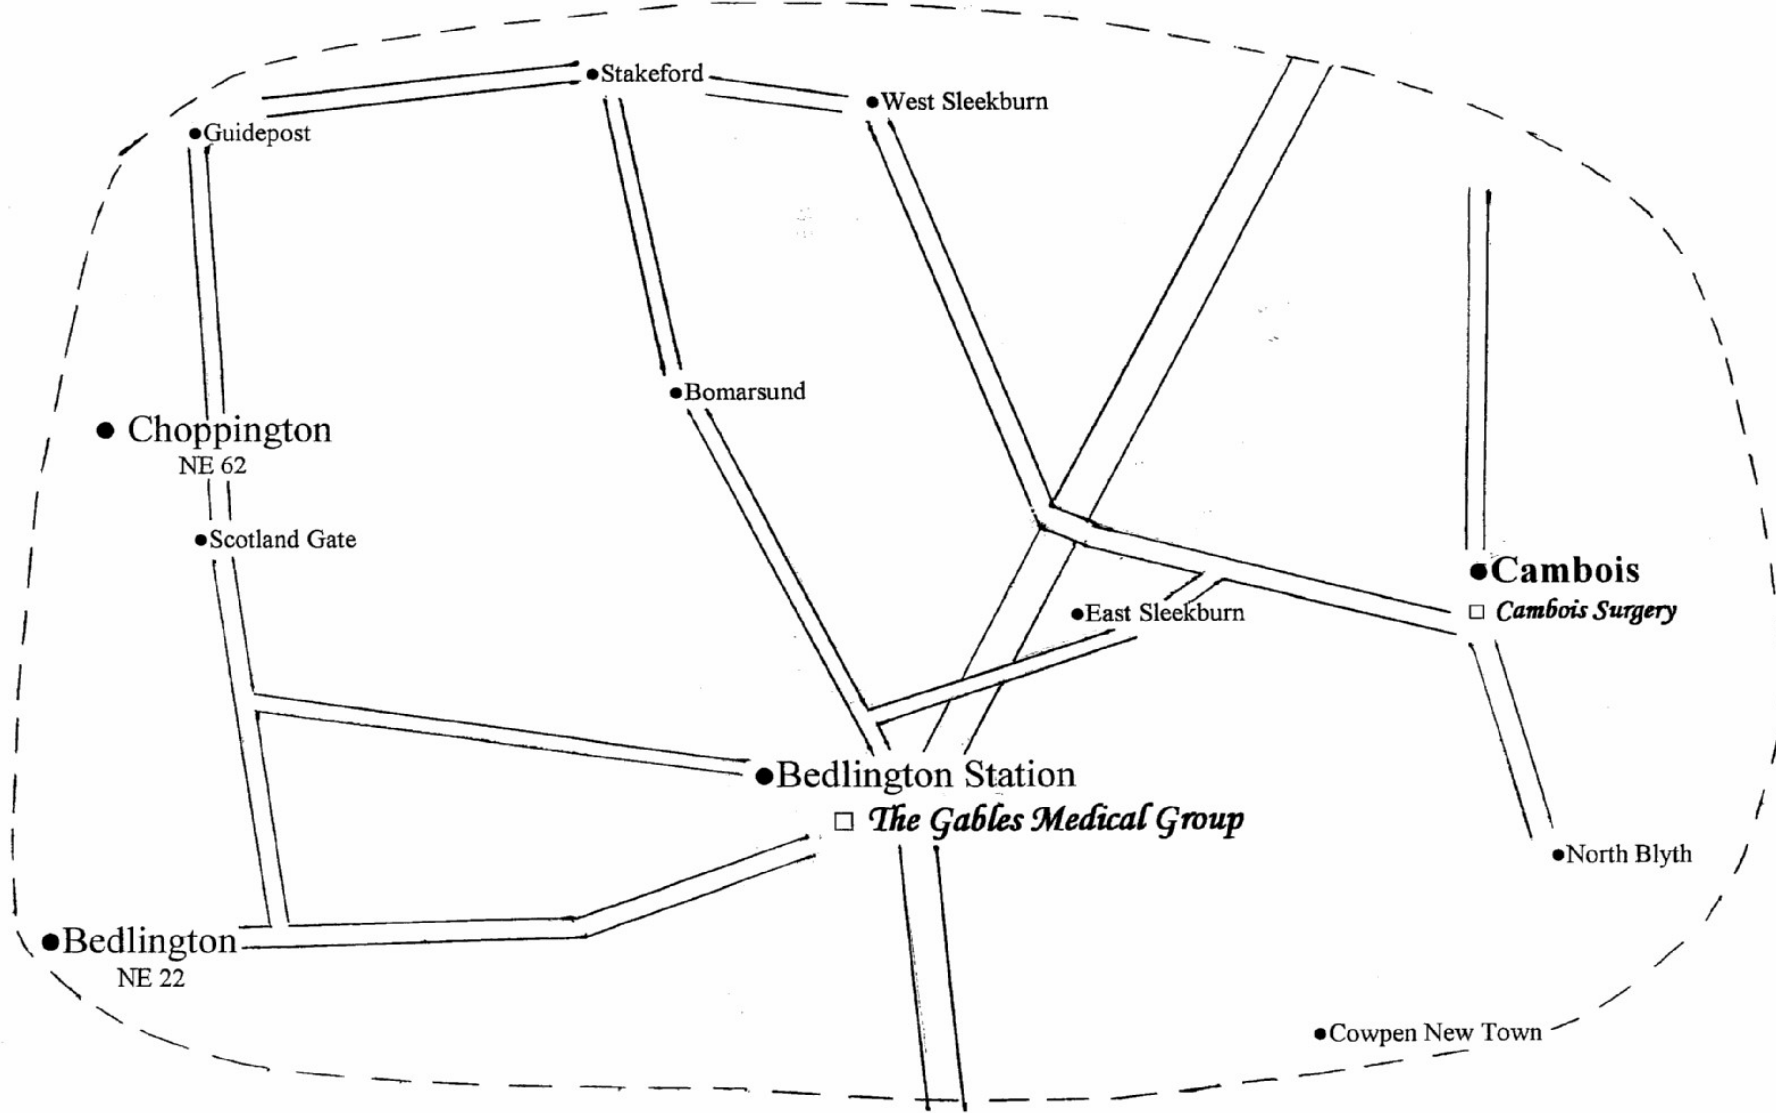 Stakeford
West Sleekburn
Guidepost
Bomarsund
Choppington
NE 62
Scotland Gate
Cambois
Cambois Surgery
East Sleekburn
Bedlington Station
The Gables Medical Group
North Blyth
Bedlington
NE 22
Cowpen New Town